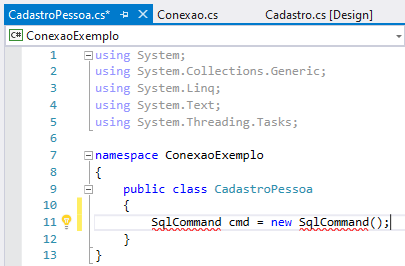 CadastroPessoa.cs* Conexao.cs Cadastro.cs [Design]
C# ConexaoExemplo
1 using System;
2 using System.Collections.Generic;
3 using System.Linq;
4 using System.Text;
5 using System.Threading.Tasks;
6
7 namespace ConexaoExemplo
8 {
9 public class CadastroPessoa
10 {
11 SqlCommand cmd = new SqlCommand();
12 }
13 }